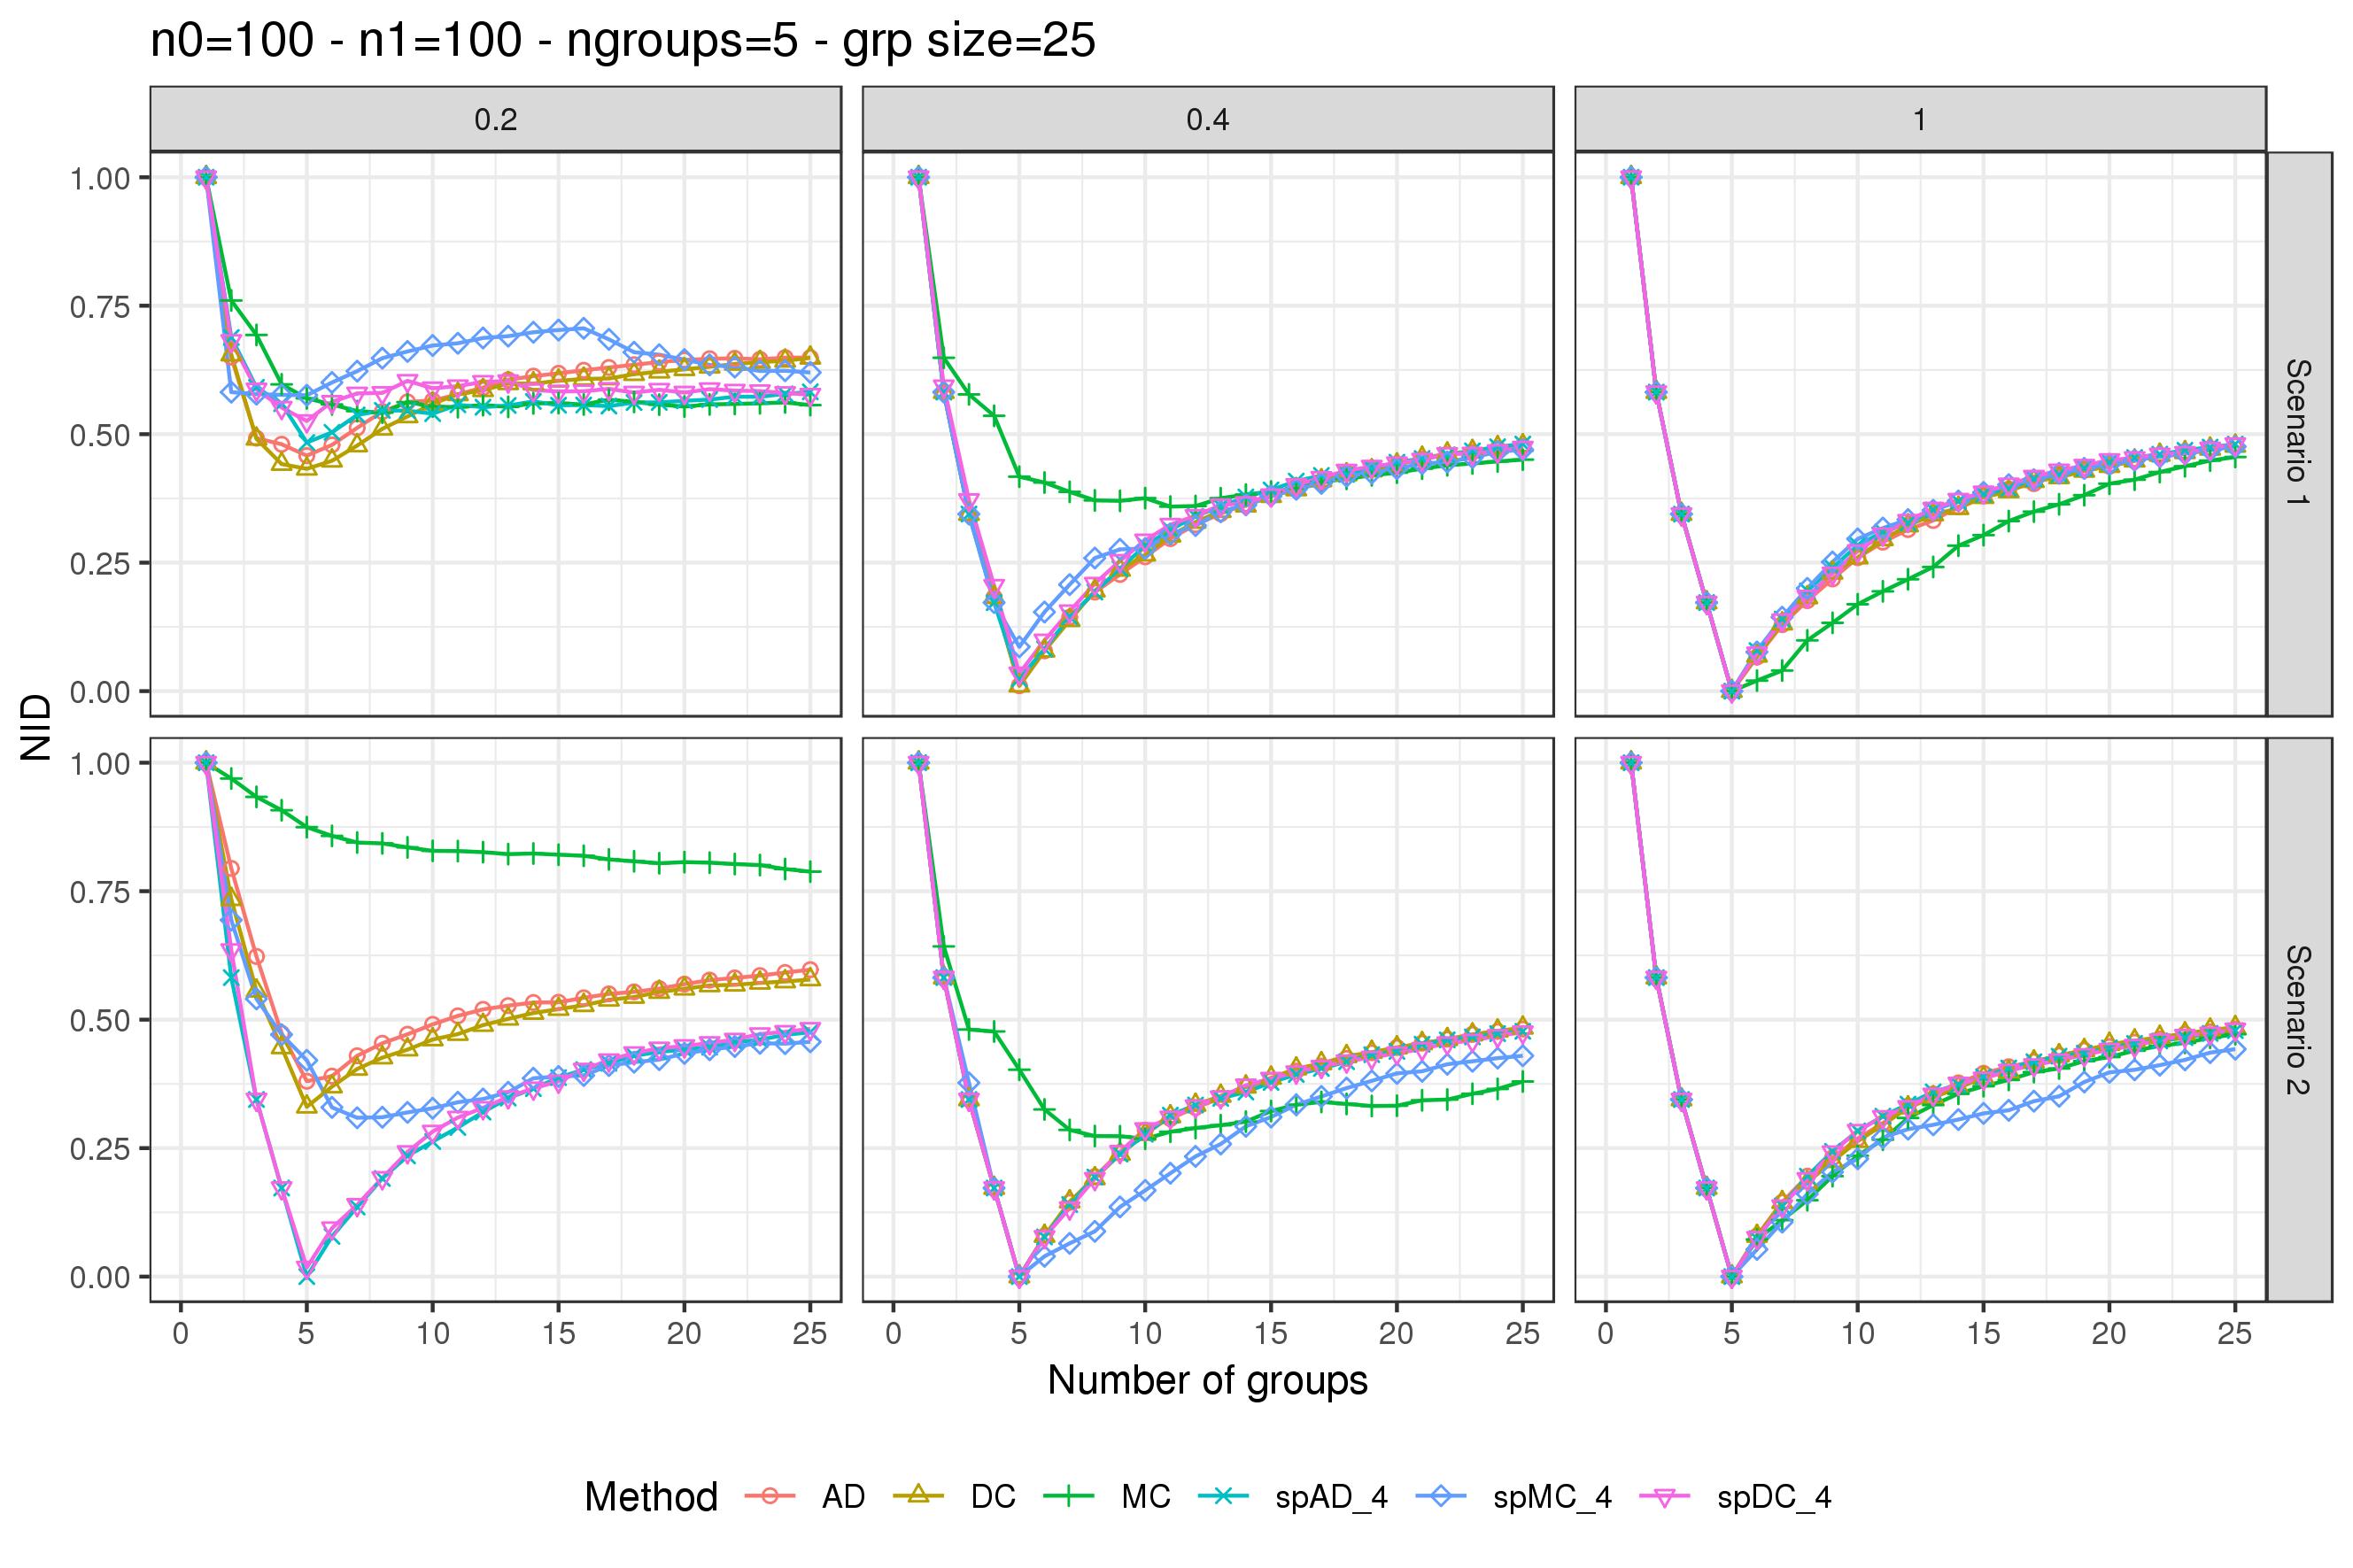 n0=100 - n1=100 - ngroups=5 - grp size=25
0.2
0.4
1
1.00
0.75
0.50
0.25
0.00
Scenario 1
NID
1.00
0.75
0.50
0.25
0.00
Scenario 2
0 5 10 15 20 25
0 5 10 15 20 25
0 5 10 15 20 25
Number of groups
Method AD DC MC spAD_4 spMC_4 spDC_4